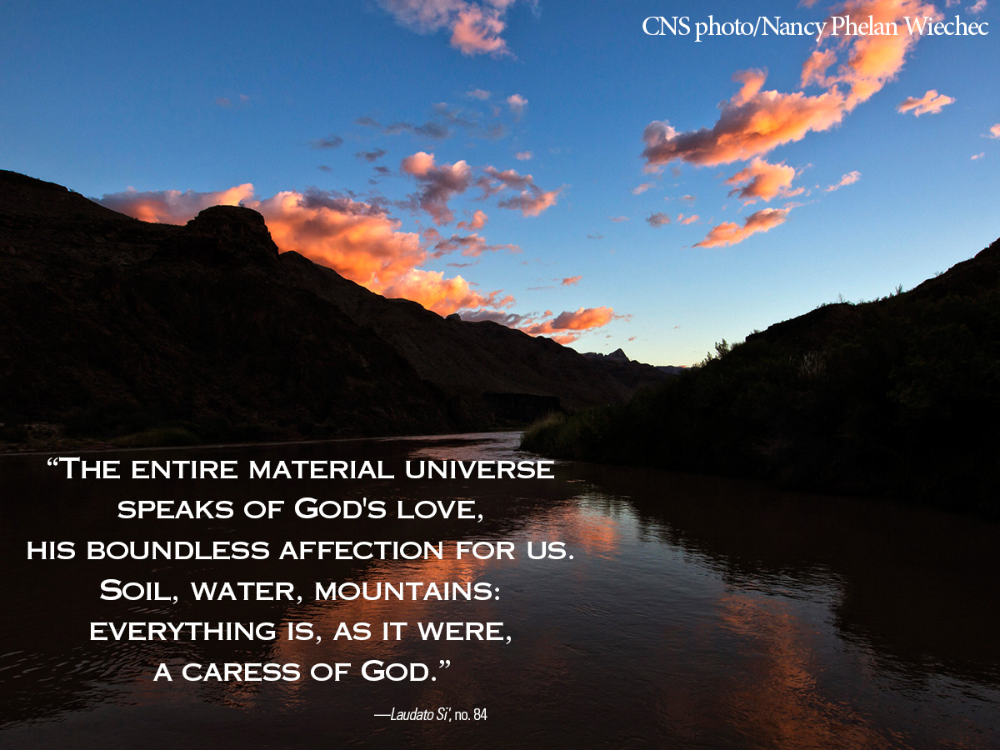 CNS photo/Nancy Phelan Wiechec
“The entire material universe
speaks of God's love,
his boundless affection for us.
Soil, water, mountains:
everything is, as it were,
a caress of God.”
—Laudato Si', no. 84